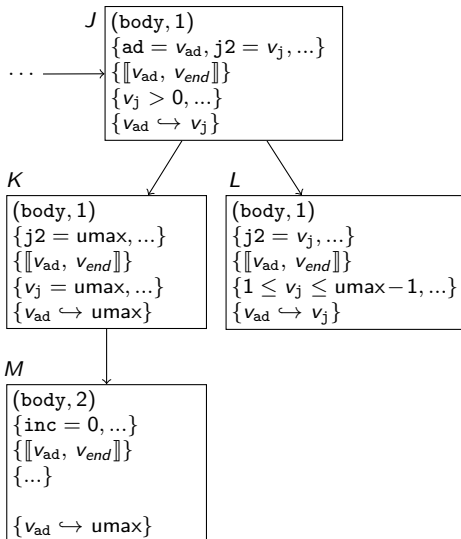 J
(body, 1)
{ad = v_ad, j2 = v_j, ...}
{⟦v_ad, v_end⟧}
{v_j > 0, ...}
{v_ad ↪ v_j}
...
K
(body, 1)
{j2 = umax, ...}
{⟦v_ad, v_end⟧}
{v_j = umax, ...}
{v_ad ↪ umax}
L
(body, 1)
{j2 = v_j, ...}
{⟦v_ad, v_end⟧}
{1 ≤ v_j ≤ umax−1, ...}
{v_ad ↪ v_j}
M
(body, 2)
{inc = 0, ...}
{⟦v_ad, v_end⟧}
{...}
{v_ad ↪ umax}